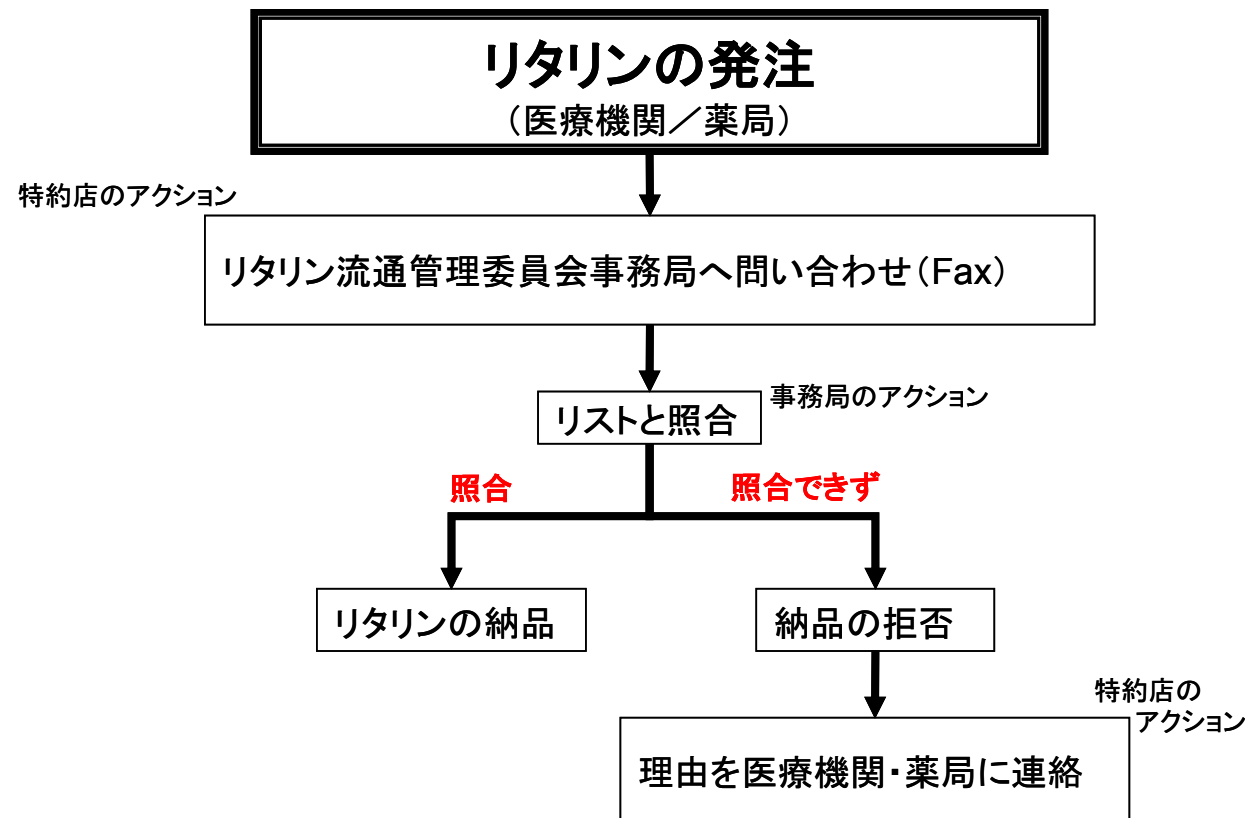 リタリンの発注
（医療機関／薬局）
特約店のアクション
リタリン流通管理委員会事務局へ問い合わせ（Fax）
事務局のアクション
リストと照合
照合
照合できず
リタリンの納品
納品の拒否
特約店の
アクション
理由を医療機関・薬局に連絡